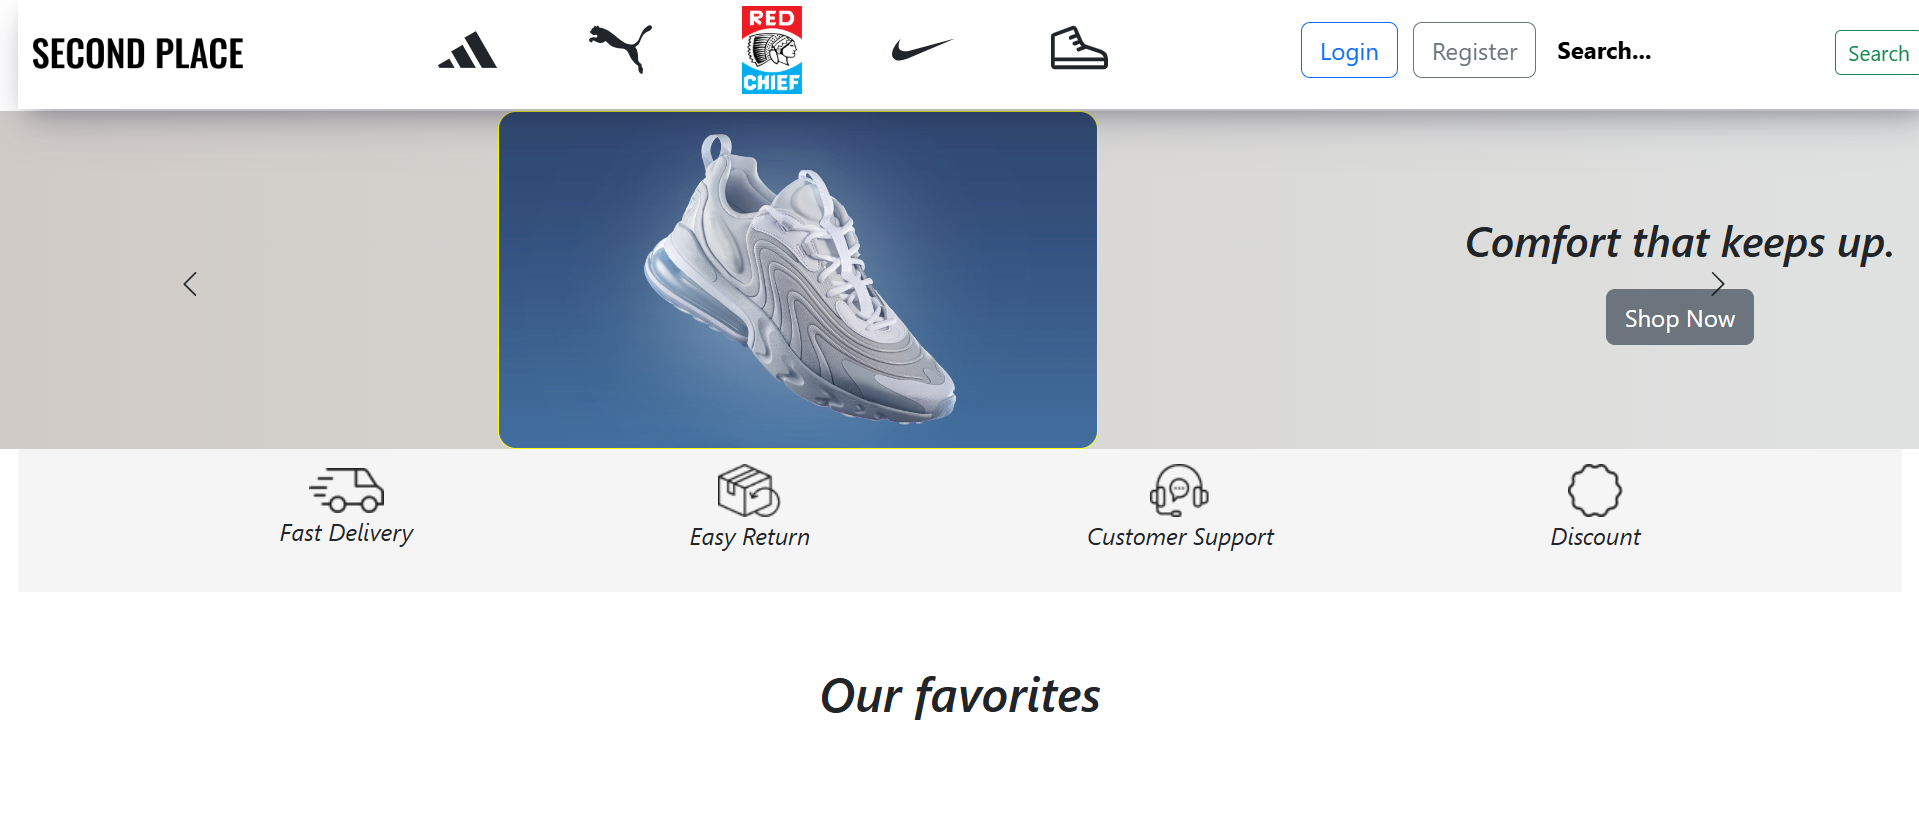 SECOND PLACE
RED
CHIEF
Login
Register
Search...
Search
Comfort that keeps up.
Shop Now
Fast Delivery
Easy Return
Customer Support
Discount
Our favorites